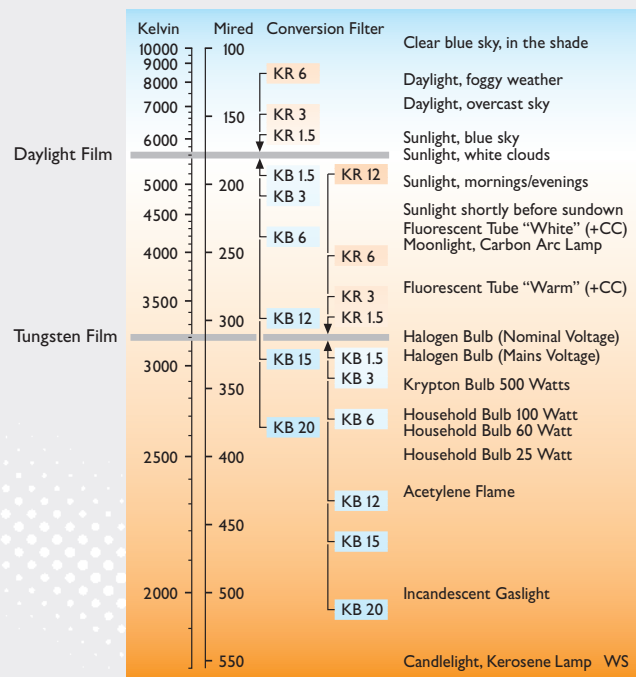 Kelvin Mired Conversion Filter
10000 100 Clear blue sky, in the shade
9000
8000 KR 6 Daylight, foggy weather
7000 Daylight, overcast sky
150 KR 3
6000 KR 1.5 Sunlight, blue sky
Daylight Film Sunlight, white clouds
5000 200 KB 1.5 KR 12 Sunlight, mornings/evenings
KB 3
4500 Sunlight shortly before sundown
KB 6 Fluorescent Tube “White” (+CC)
4000 250 KR 6 Moonlight, Carbon Arc Lamp
3500 KR 3 Fluorescent Tube “Warm” (+CC)
300 KB 12 KR 1.5
Tungsten Film Halogen Bulb (Nominal Voltage)
3000 KB 15 KB 1.5 Halogen Bulb (Mains Voltage)
350 KB 3 Krypton Bulb 500 Watts
KB 20 KB 6 Household Bulb 100 Watt
Household Bulb 60 Watt
2500 400 Household Bulb 25 Watt
KB 12 Acetylene Flame
450
KB 15
2000 500 KB 20 Incandescent Gaslight
550 Candlelight, Kerosene Lamp WS